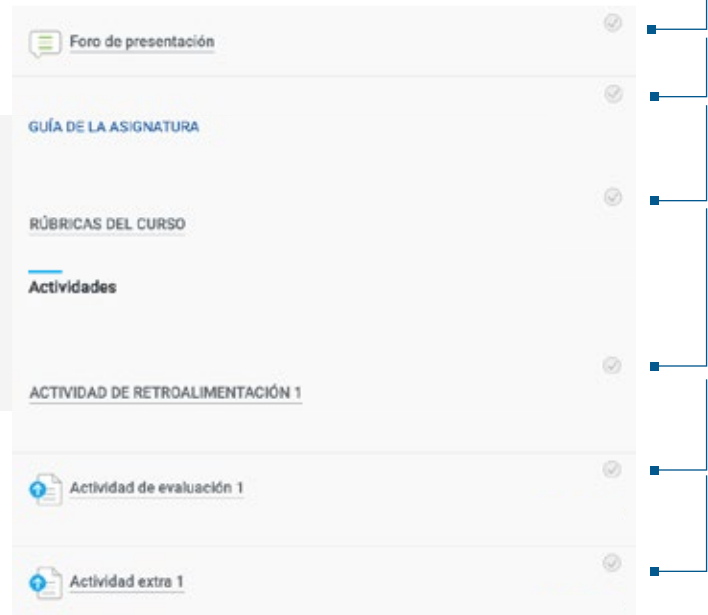 Foro de presentación
GUÍA DE LA ASIGNATURA
RÚBRICAS DEL CURSO
Actividades
ACTIVIDAD DE RETROALIMENTACIÓN 1
Actividad de evaluación 1
Actividad extra 1